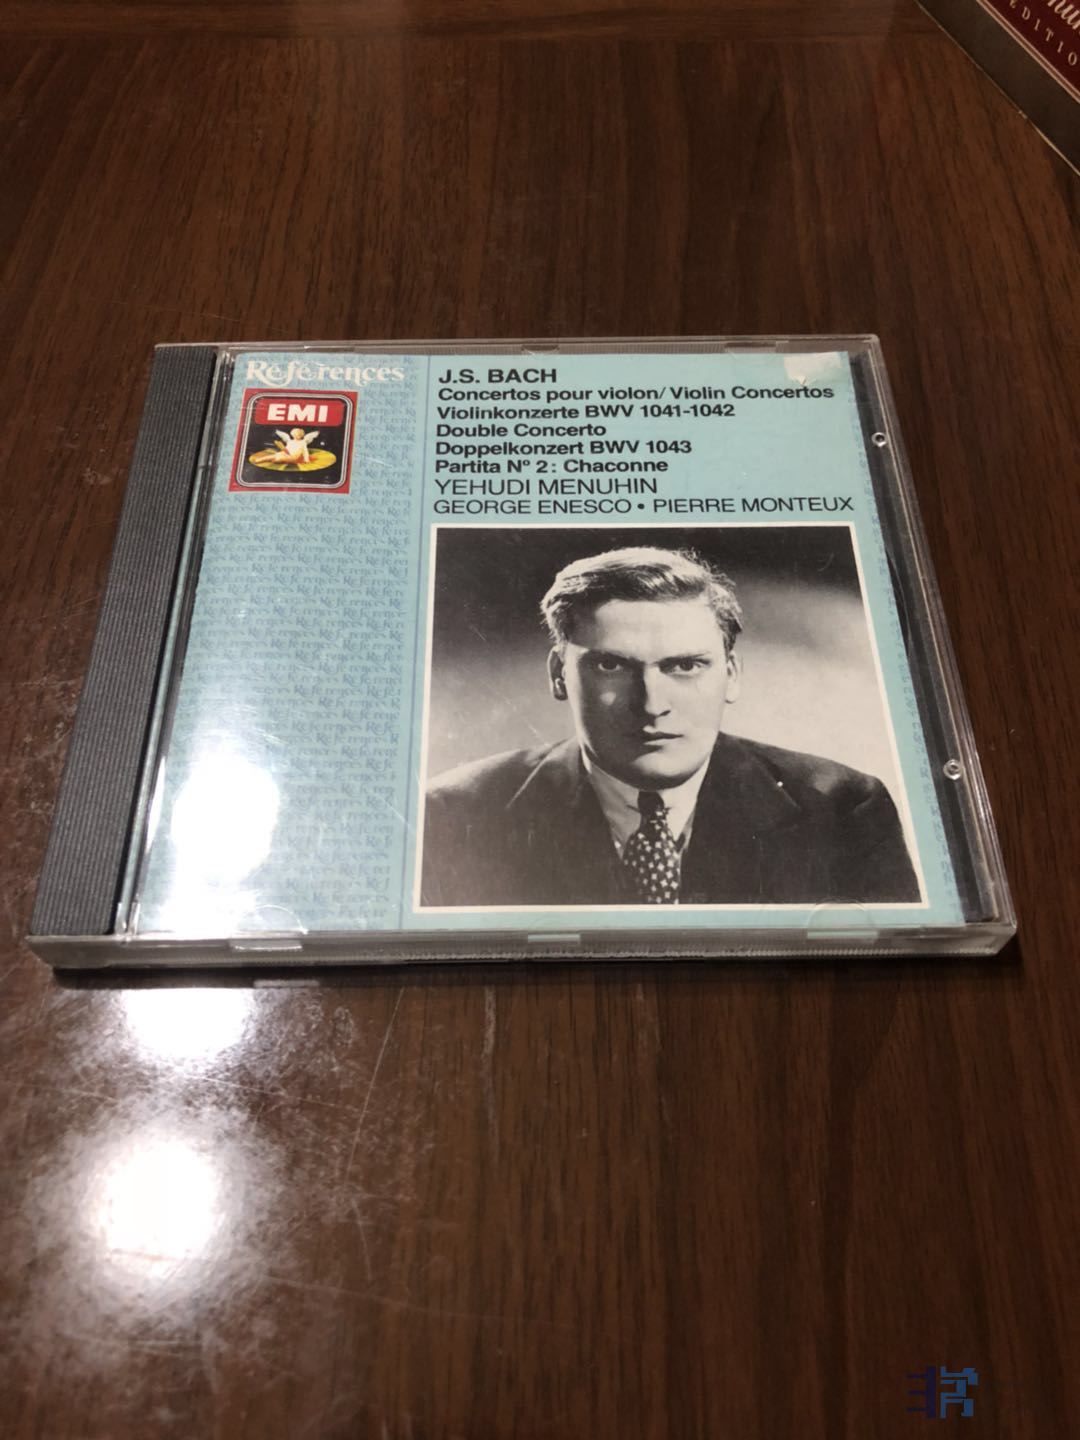 Références
EMI
J.S. BACH
Concertos pour violon/Violin Concertos
Violinkonzerte BWV 1041-1042
Double Concerto
Doppelkonzert BWV 1043
Partita Nº 2: Chaconne
YEHUDI MENUHIN
GEORGE ENESCO • PIERRE MONTEUX